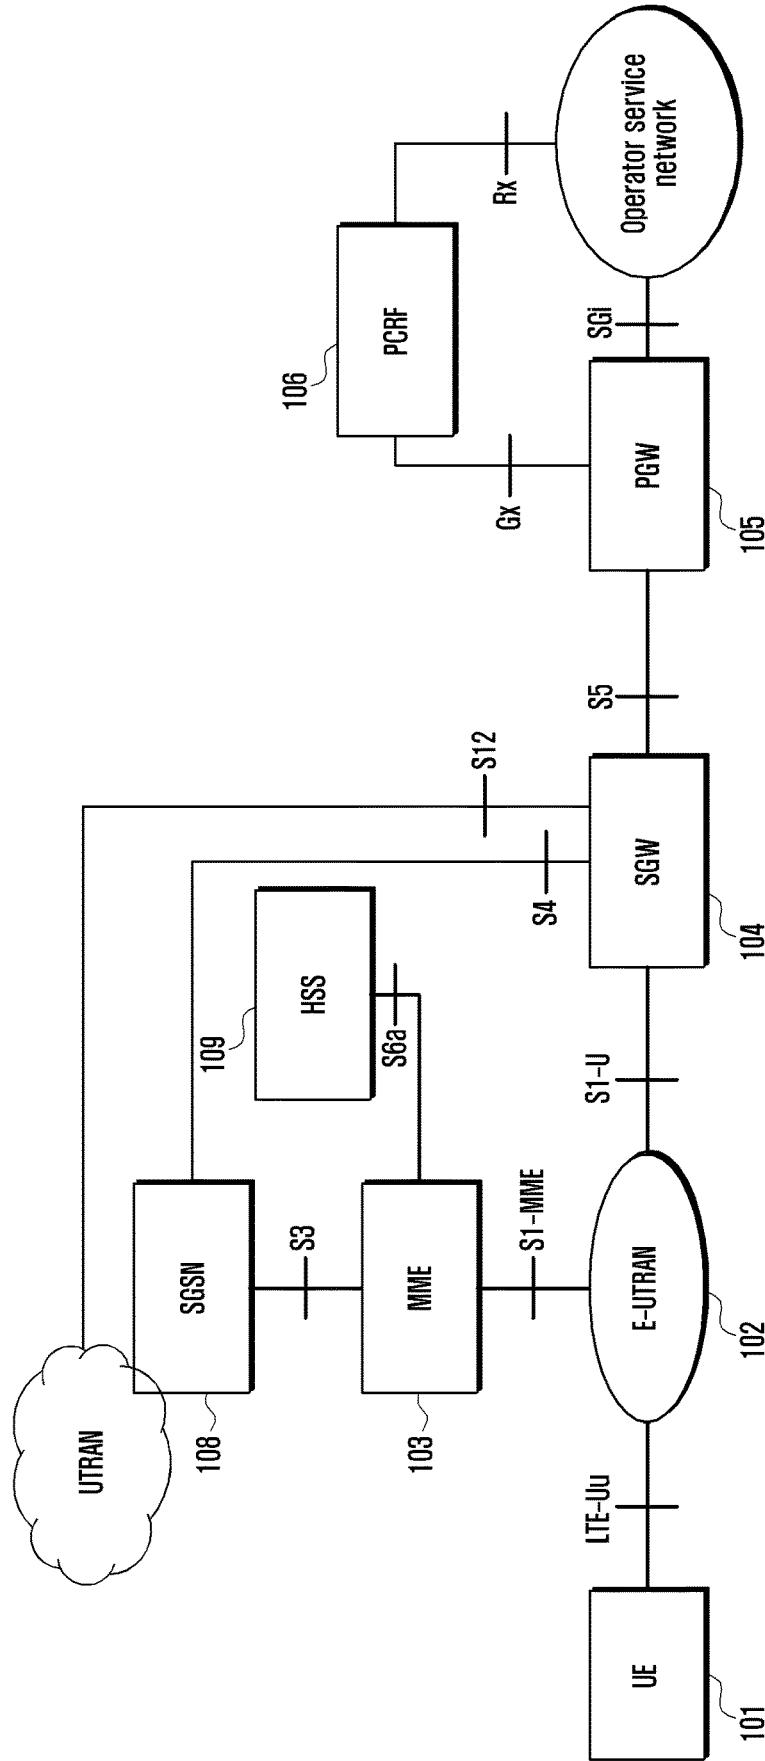 UTRAN
SGSN
108
S3
HSS
109
S6a
MME
103
S1-MME
S12
S4
PCRF
106
Gx
Rx
UE
101
LTE-Uu
E-UTRAN
102
S1-U
SGW
104
S5
PGW
105
SGi
Operator service
network